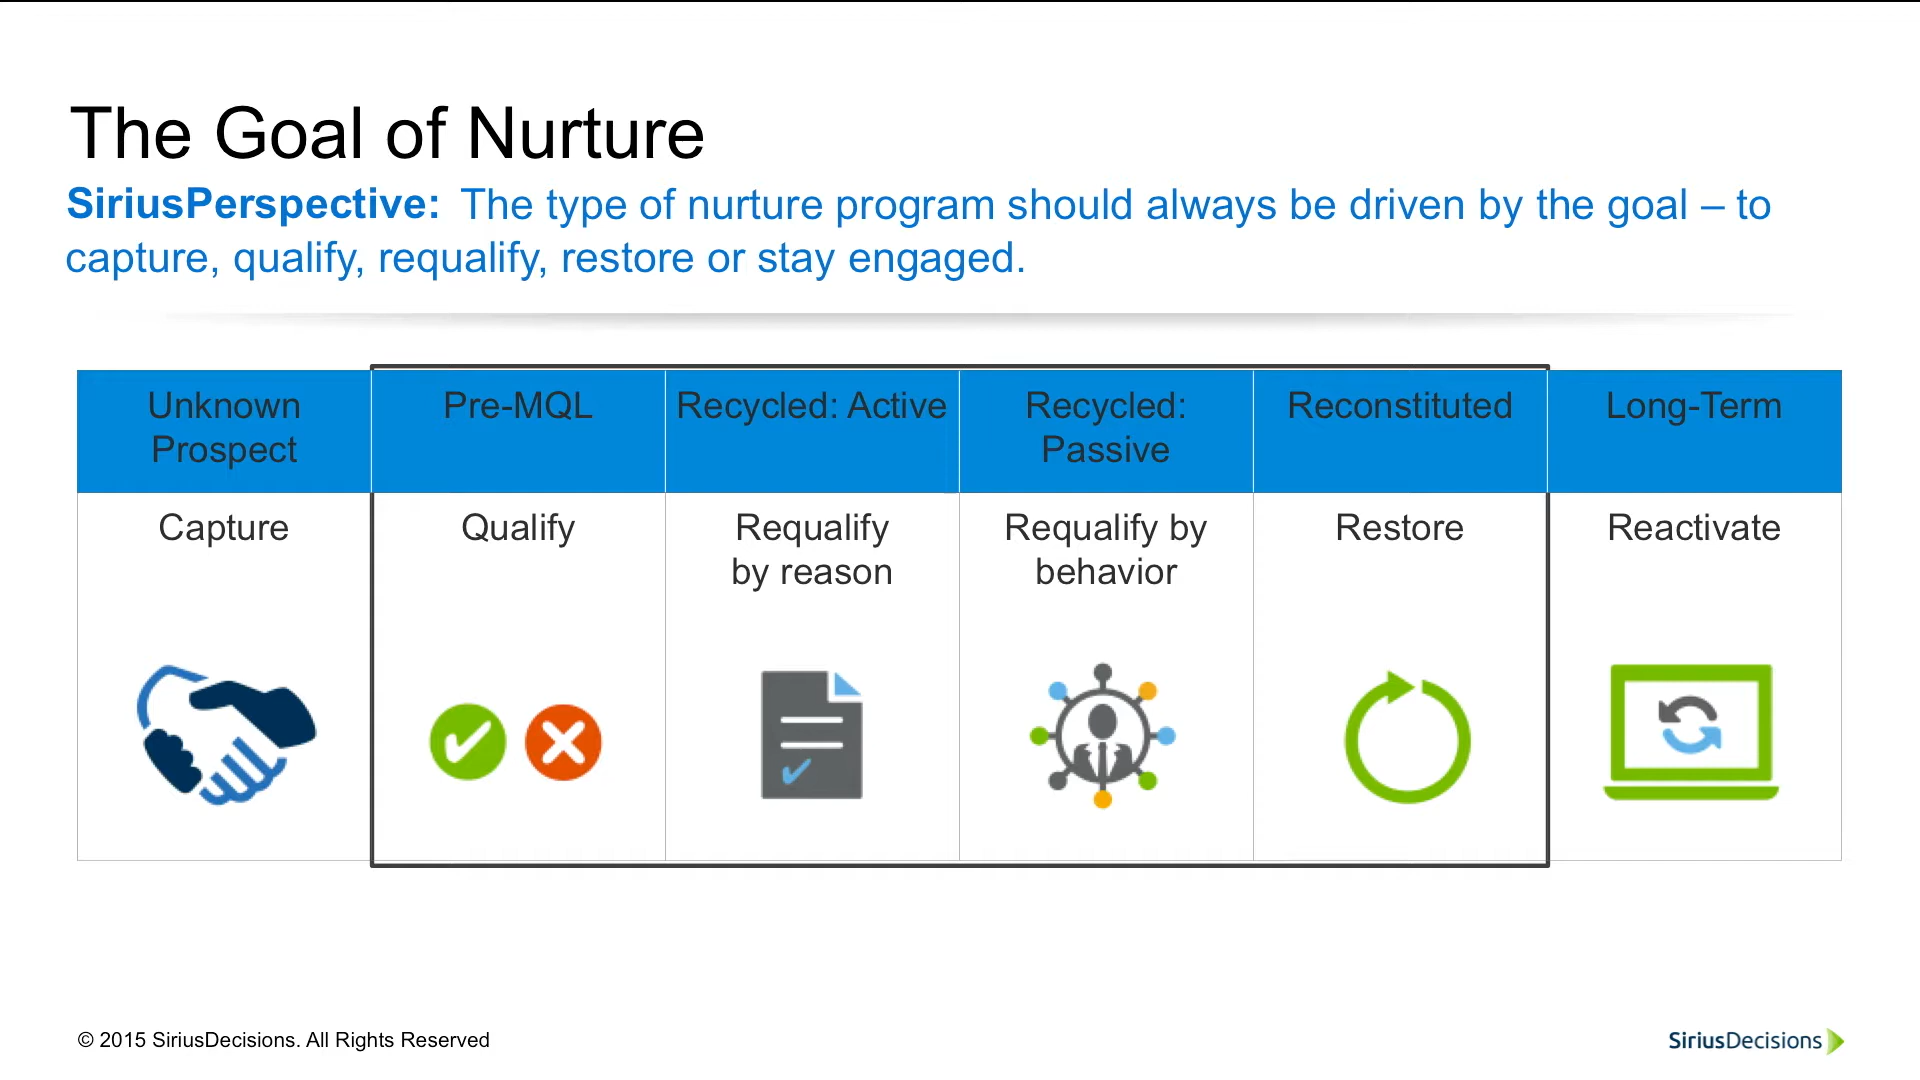 The Goal of Nurture
SiriusPerspective: The type of nurture program should always be driven by the goal – to
capture, qualify, requalify, restore or stay engaged.
Unknown
Prospect
Pre-MQL
Recycled: Active
Recycled:
Passive
Reconstituted
Long-Term
Capture
Qualify
Requalify
by reason
Requalify by
behavior
Restore
Reactivate
© 2015 SiriusDecisions. All Rights Reserved
SiriusDecisions